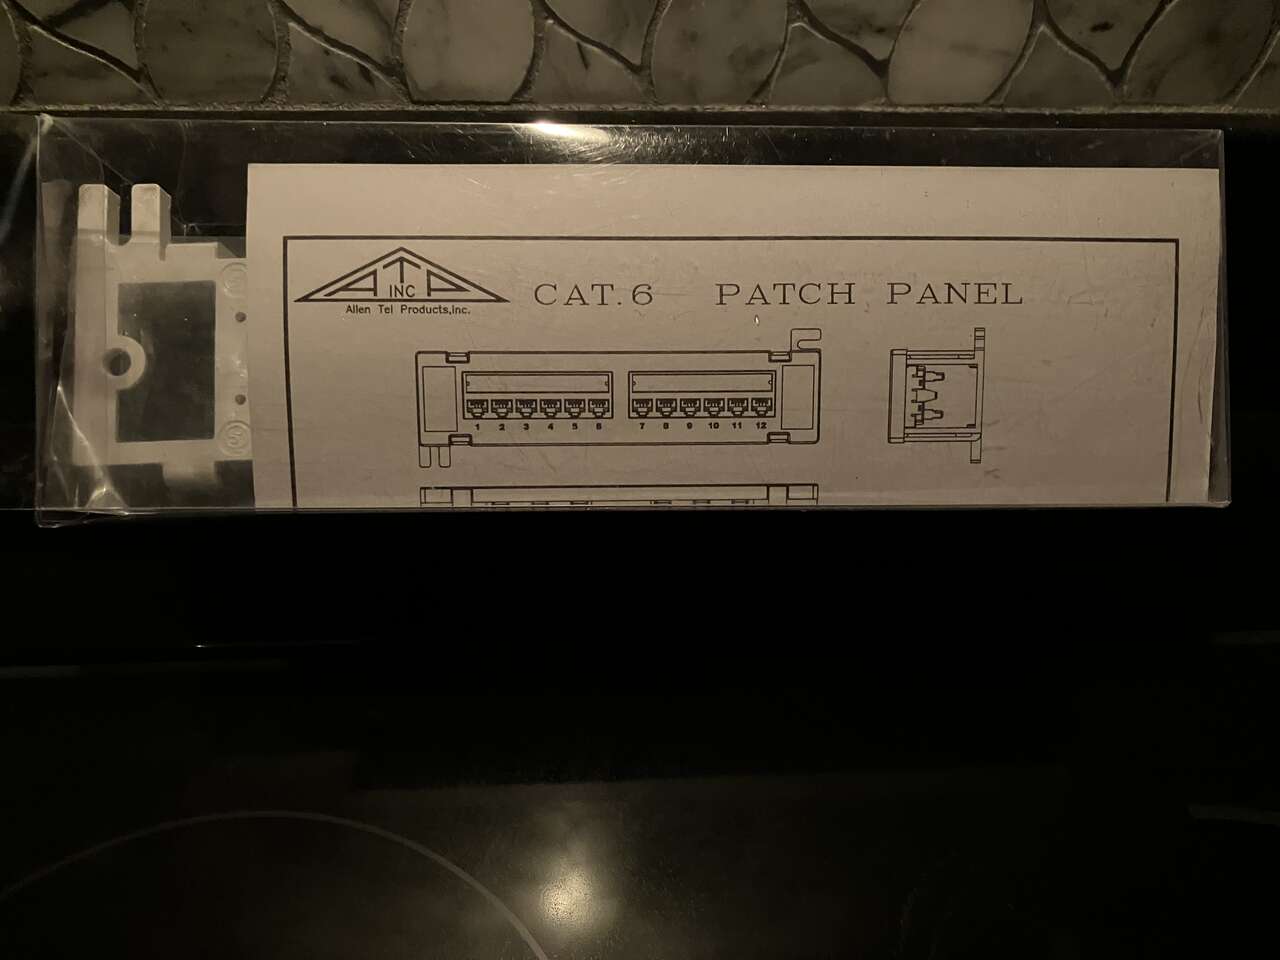 ATP
INC
Allen Tel Products,Inc.
CAT.6 PATCH PANEL
1 2 3 4 5 6 7 8 9 10 11 12